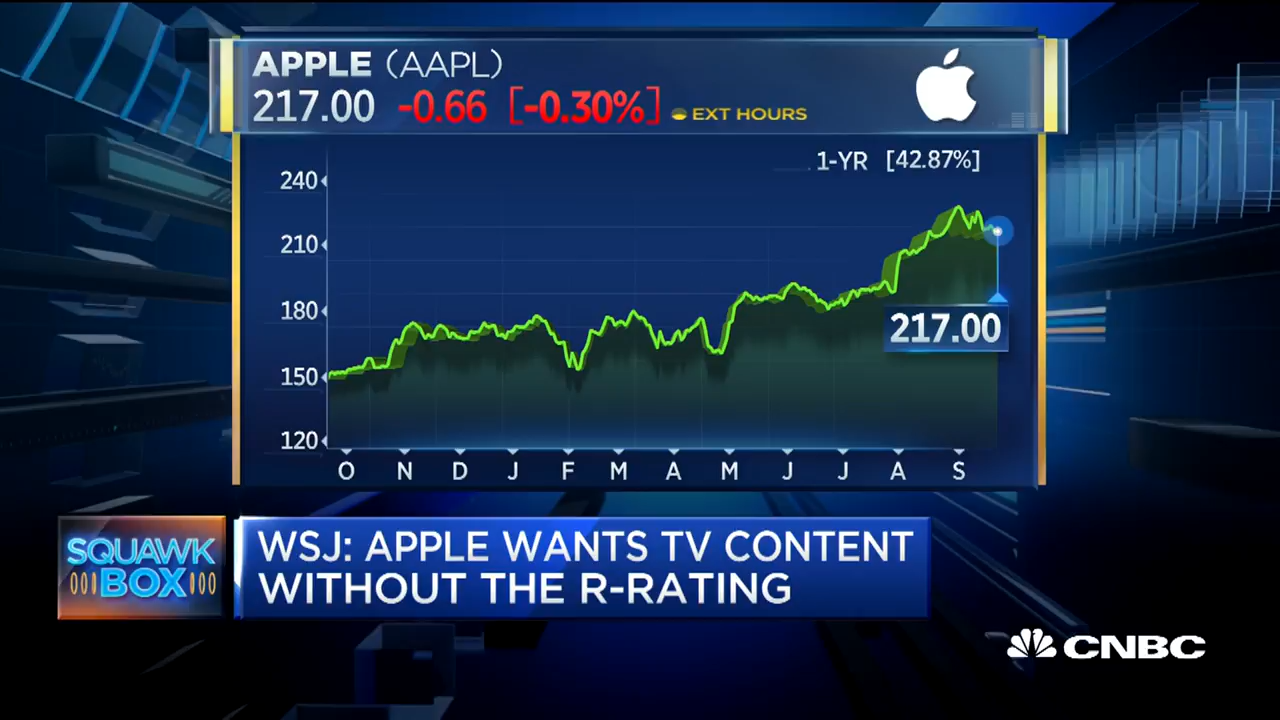 APPLE (AAPL)
217.00 -0.66 [-0.30%] EXT HOURS
1-YR [42.87%]
240
210
180
150
120
217.00
O N D J F M A M J J A S
SQUAWK
BOX
WSJ: APPLE WANTS TV CONTENT
WITHOUT THE R-RATING
CNBC